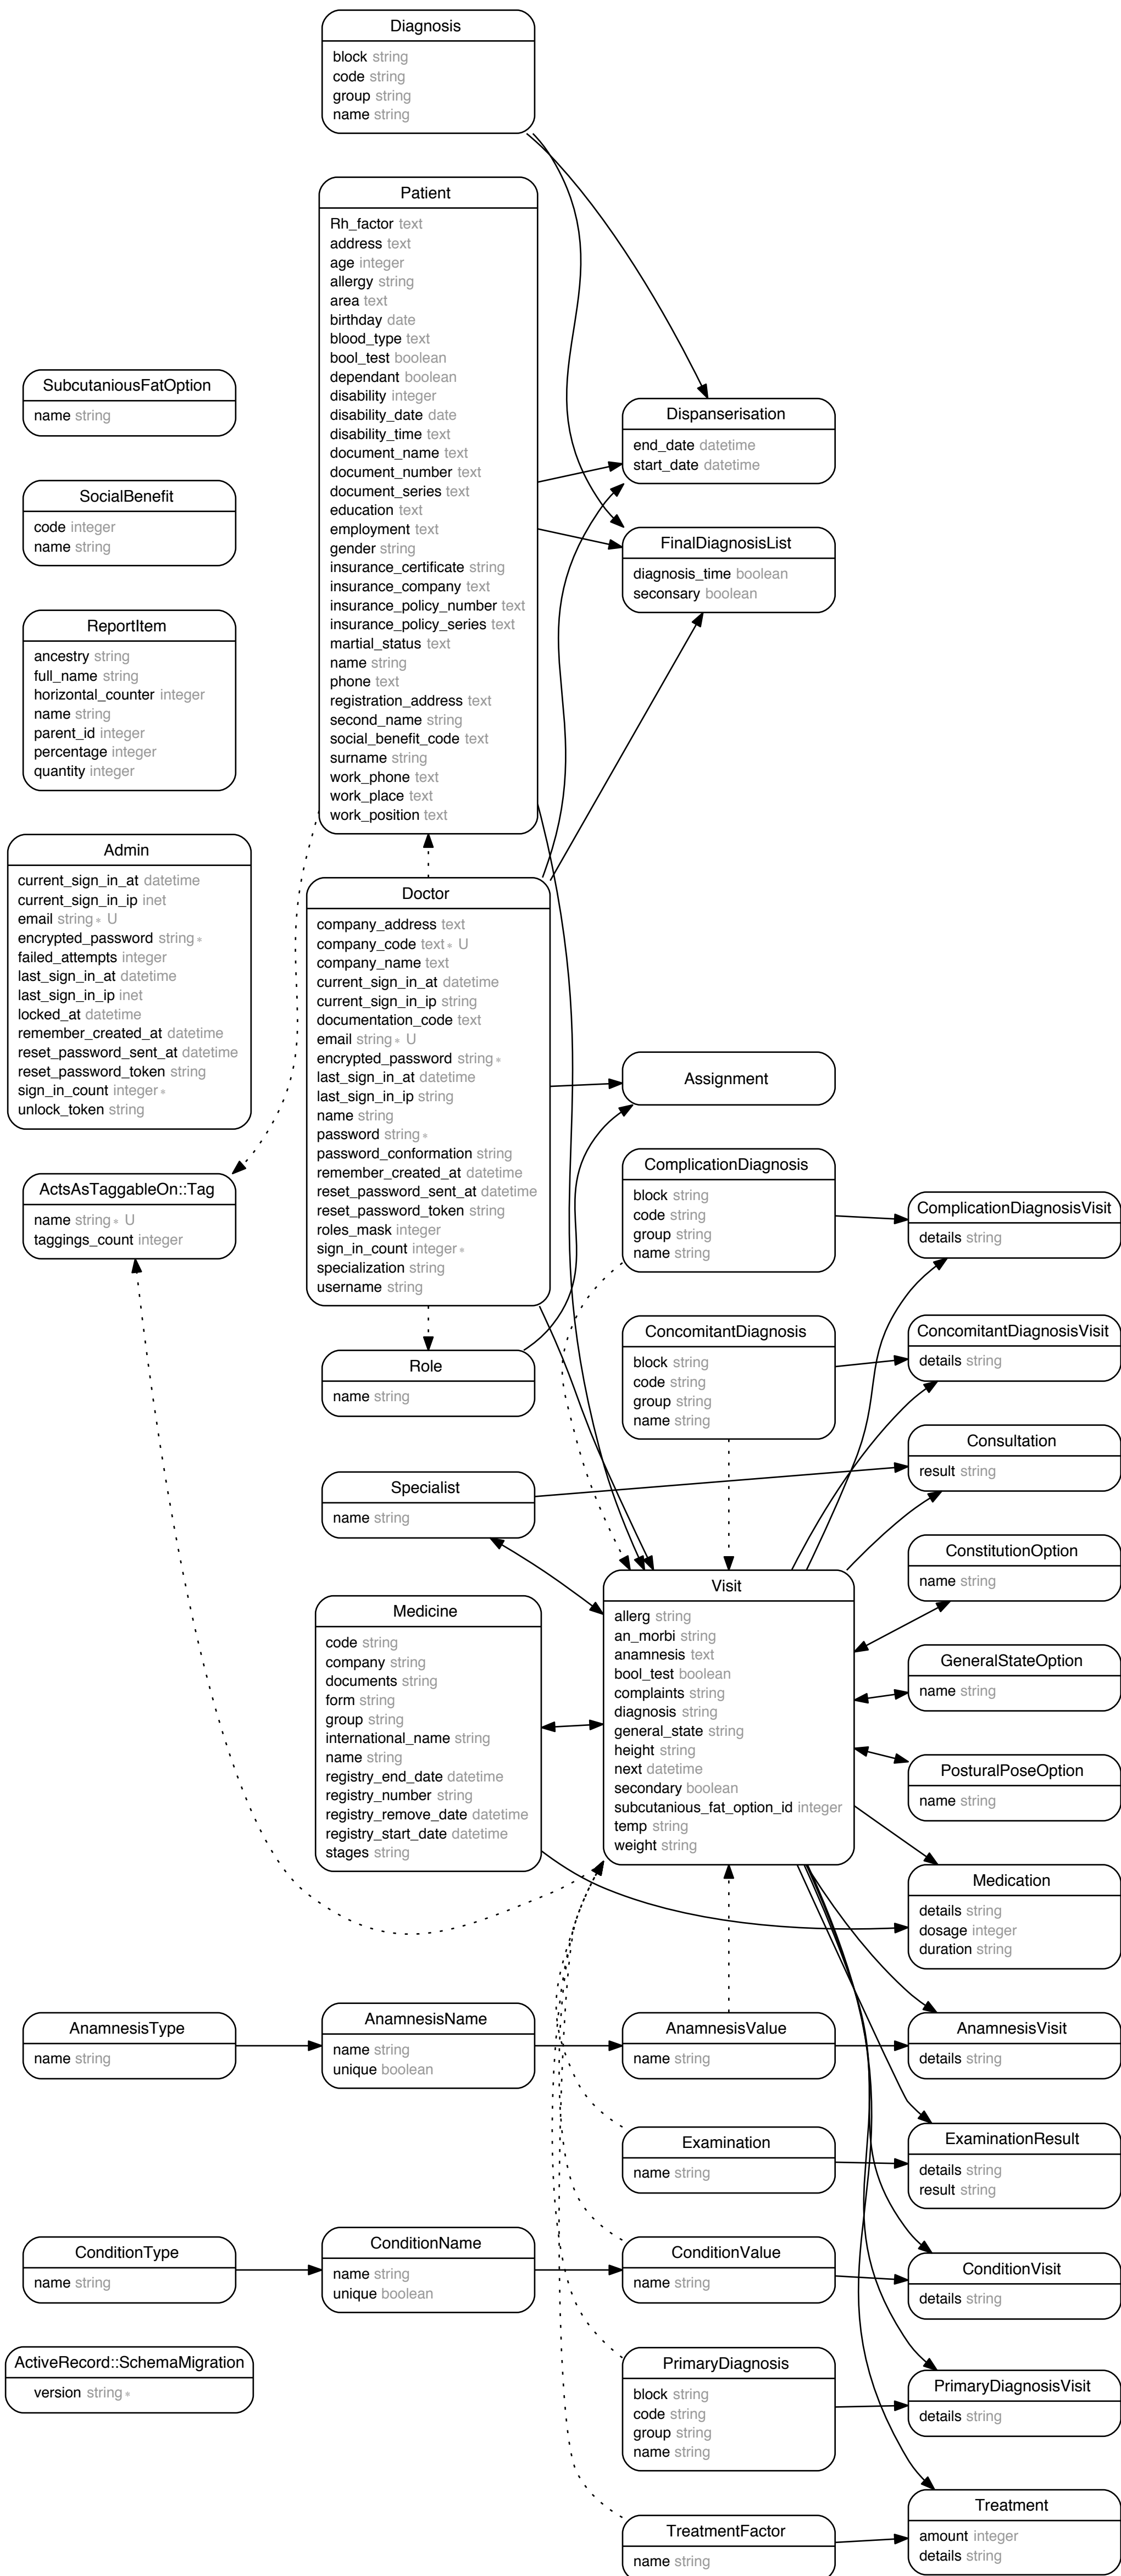 Diagnosis
block string
code string
group string
name string
Patient
Rh_factor text
address text
age integer
allergy string
area text
birthday date
blood_type text
bool_test boolean
dependant boolean
disability integer
disability_date date
disability_time text
document_name text
document_number text
document_series text
education text
employment text
gender string
insurance_certificate string
insurance_company text
insurance_policy_number text
insurance_policy_series text
martial_status text
name string
phone text
registration_address text
second_name string
social_benefit_code text
surname string
work_phone text
work_place text
work_position text
SubcutaniousFatOption
name string
SocialBenefit
code integer
name string
ReportItem
ancestry string
full_name string
horizontal_counter integer
name string
parent_id integer
percentage integer
quantity integer
Dispanserisation
end_date datetime
start_date datetime
FinalDiagnosisList
diagnosis_time boolean
seconsary boolean
Admin
current_sign_in_at datetime
current_sign_in_ip inet
email string* U
encrypted_password string*
failed_attempts integer
last_sign_in_at datetime
last_sign_in_ip inet
locked_at datetime
remember_created_at datetime
reset_password_sent_at datetime
reset_password_token string
sign_in_count integer*
unlock_token string
Doctor
company_address text
company_code text* U
company_name text
current_sign_in_at datetime
current_sign_in_ip string
documentation_code text
email string* U
encrypted_password string*
last_sign_in_at datetime
last_sign_in_ip string
name string
password string*
password_conformation string
remember_created_at datetime
reset_password_sent_at datetime
reset_password_token string
roles_mask integer
sign_in_count integer*
specialization string
username string
Assignment
ActsAsTaggableOn::Tag
name string* U
taggings_count integer
ComplicationDiagnosis
block string
code string
group string
name string
ComplicationDiagnosisVisit
details string
ConcomitantDiagnosis
block string
code string
group string
name string
ConcomitantDiagnosisVisit
details string
Role
name string
Consultation
result string
Specialist
name string
ConstitutionOption
name string
Visit
allerg string
an_morbi string
anamnesis text
bool_test boolean
complaints string
diagnosis string
general_state string
height string
next datetime
secondary boolean
subcutanious_fat_option_id integer
temp string
weight string
Medicine
code string
company string
documents string
form string
group string
international_name string
name string
registry_end_date datetime
registry_number string
registry_remove_date datetime
registry_start_date datetime
stages string
GeneralStateOption
name string
PosturalPoseOption
name string
Medication
details string
dosage integer
duration string
AnamnesisType
name string
AnamnesisName
name string
unique boolean
AnamnesisValue
name string
AnamnesisVisit
details string
Examination
name string
ExaminationResult
details string
result string
ConditionType
name string
ConditionName
name string
unique boolean
ConditionValue
name string
ConditionVisit
details string
ActiveRecord::SchemaMigration
version string*
PrimaryDiagnosis
block string
code string
group string
name string
PrimaryDiagnosisVisit
details string
TreatmentFactor
name string
Treatment
amount integer
details string